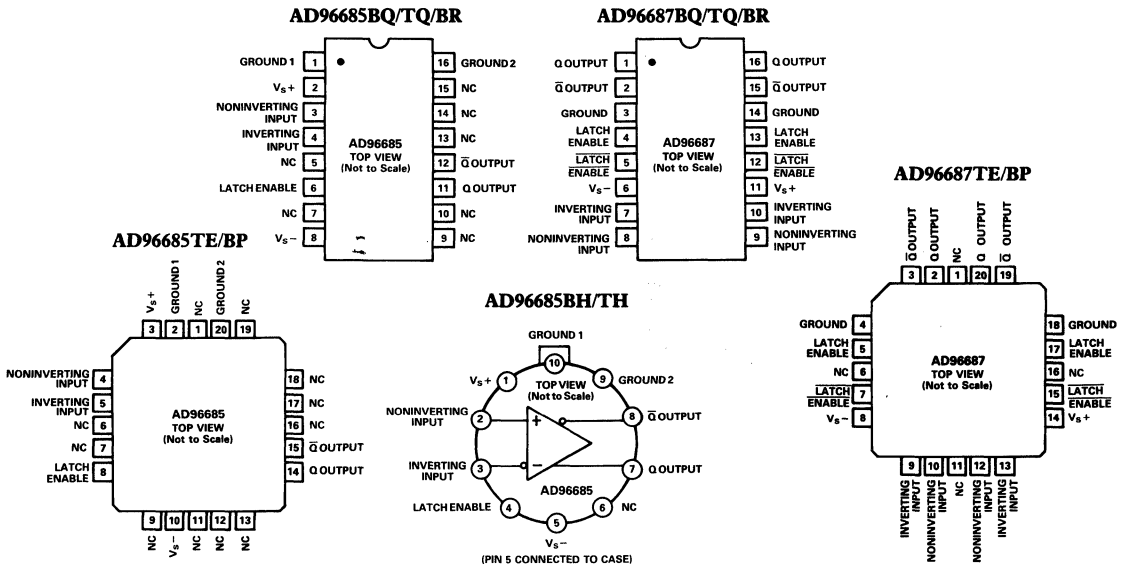 AD96685BQ/TQ/BR
GROUND 1 1
VS+ 2
NONINVERTING
INPUT 3
INVERTING
INPUT 4
NC 5
LATCH ENABLE 6
NC 7
VS− 8
AD96685
TOP VIEW
(Not to Scale)
16 GROUND 2
15 NC
14 NC
13 NC
12 Q̅ OUTPUT
11 Q OUTPUT
10 NC
9 NC
AD96687BQ/TQ/BR
Q OUTPUT 1
Q̅ OUTPUT 2
GROUND 3
LATCH
ENABLE 4
L̅A̅T̅C̅H̅
E̅N̅A̅B̅L̅E̅ 5
VS− 6
INVERTING
INPUT 7
NONINVERTING
INPUT 8
AD96687
TOP VIEW
(Not to Scale)
16 Q OUTPUT
15 Q̅ OUTPUT
14 GROUND
13 LATCH
ENABLE
12 L̅A̅T̅C̅H̅
E̅N̅A̅B̅L̅E̅
11 VS+
10 INVERTING
INPUT
9 NONINVERTING
INPUT
AD96685TE/BP
VS+
GROUND 1
NC
GROUND 2
NC
3 2 1 20 19
NONINVERTING
INPUT 4
INVERTING
INPUT 5
NC 6
NC 7
LATCH
ENABLE 8
AD96685
TOP VIEW
(Not to Scale)
18 NC
17 NC
16 NC
15 Q̅ OUTPUT
14 Q OUTPUT
9 10 11 12 13
NC
VS−
NC
NC
NC
AD96685BH/TH
GROUND 1
10
VS+ 1
TOP VIEW
(Not to Scale)
9 GROUND 2
NONINVERTING
INPUT 2
+
8 Q̅ OUTPUT
INVERTING
INPUT 3
−
7 Q OUTPUT
AD96685
LATCH ENABLE 4
6 NC
5
VS−
(PIN 5 CONNECTED TO CASE)
AD96687TE/BP
Q̅ OUTPUT
Q OUTPUT
NC
Q OUTPUT
Q̅ OUTPUT
3 2 1 20 19
GROUND 4
LATCH
ENABLE 5
NC 6
L̅A̅T̅C̅H̅
E̅N̅A̅B̅L̅E̅ 7
VS− 8
AD96687
TOP VIEW
(Not to Scale)
18 GROUND
17 LATCH
ENABLE
16 NC
15 L̅A̅T̅C̅H̅
E̅N̅A̅B̅L̅E̅
14 VS+
9 10 11 12 13
INVERTING
INPUT
NONINVERTING
INPUT
NC
NONINVERTING
INPUT
INVERTING
INPUT